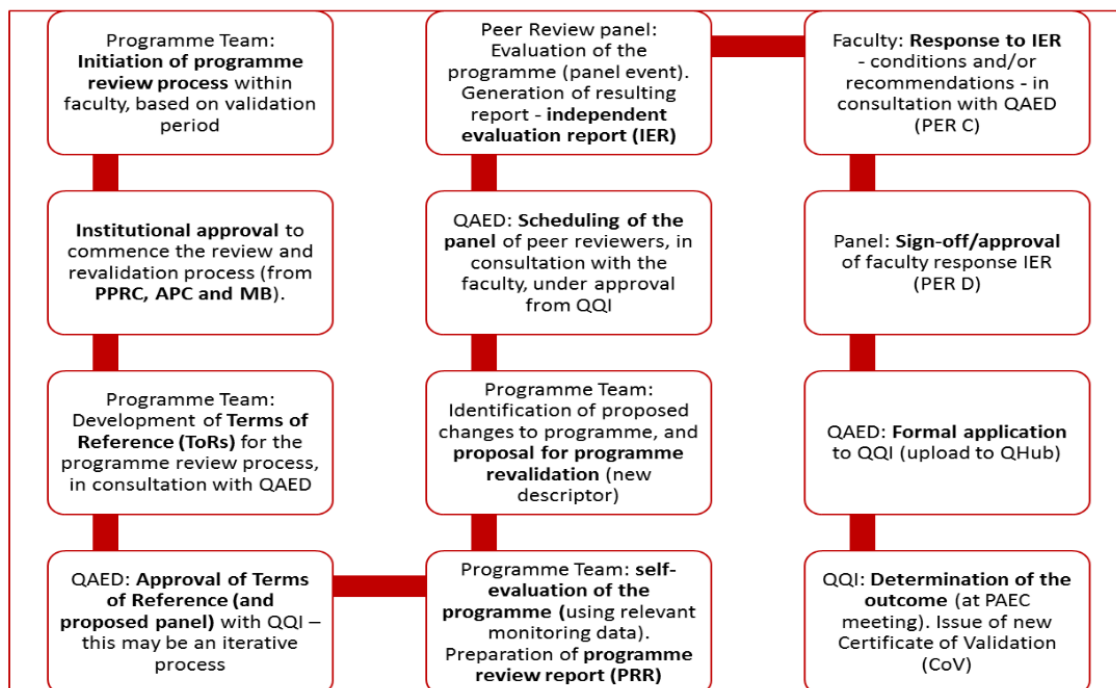 Programme Team:
Initiation of programme
review process within
faculty, based on validation
period
Institutional approval to
commence the review and
revalidation process (from
PPRC, APC and MB).
Programme Team:
Development of Terms of
Reference (ToRs) for the
programme review process,
in consultation with QAED
QAED: Approval of Terms
of Reference (and
proposed panel) with QQI –
this may be an iterative
process
Programme Team: self-
evaluation of the
programme (using relevant
monitoring data).
Preparation of programme
review report (PRR)
Programme Team:
Identification of proposed
changes to programme, and
proposal for programme
revalidation (new
descriptor)
QAED: Scheduling of the
panel of peer reviewers, in
consultation with the
faculty, under approval
from QQI
Peer Review panel:
Evaluation of the
programme (panel event).
Generation of resulting
report - independent
evaluation report (IER)
Faculty: Response to IER
- conditions and/or
recommendations - in
consultation with QAED
(PER C)
Panel: Sign-off/approval
of faculty response IER
(PER D)
QAED: Formal application
to QQI (upload to QHub)
QQI: Determination of the
outcome (at PAEC
meeting). Issue of new
Certificate of Validation
(CoV)